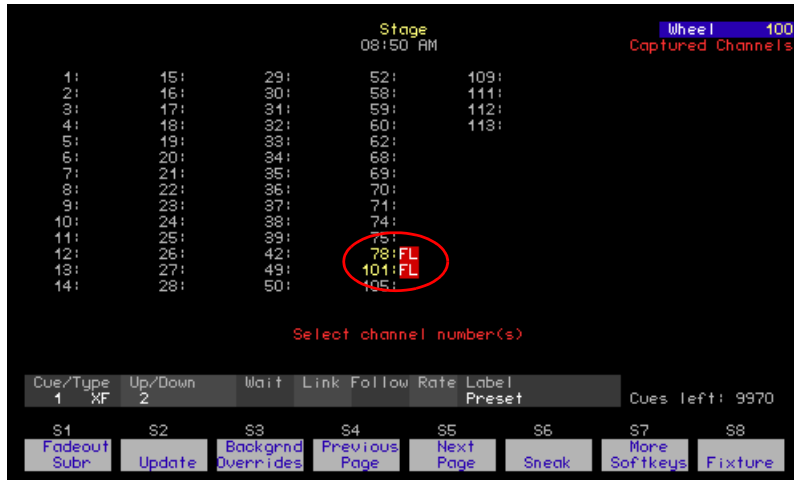 Stage
Wheel 100
08:50 AM
Captured Channels
1: 15: 29: 52: 109:
2: 16: 30: 58: 111:
3: 17: 31: 59: 112:
4: 18: 32: 60: 113:
5: 19: 33: 62:
6: 20: 34: 68:
7: 21: 35: 69:
8: 22: 36: 70:
9: 23: 37: 71:
10: 24: 38: 74:
11: 25: 39: 75:
12: 26: 42: 78:FL
13: 27: 49: 101:FL
14: 28: 50: 105:
Select channel number(s)
Cue/Type Up/Down Wait Link Follow Rate Label
1 XF 2 Preset Cues left: 9970
S1 S2 S3 S4 S5 S6 S7 S8
Fadeout Backgrnd Previous Next More
Subr Update Overrides Page Page Sneak Softkeys Fixture